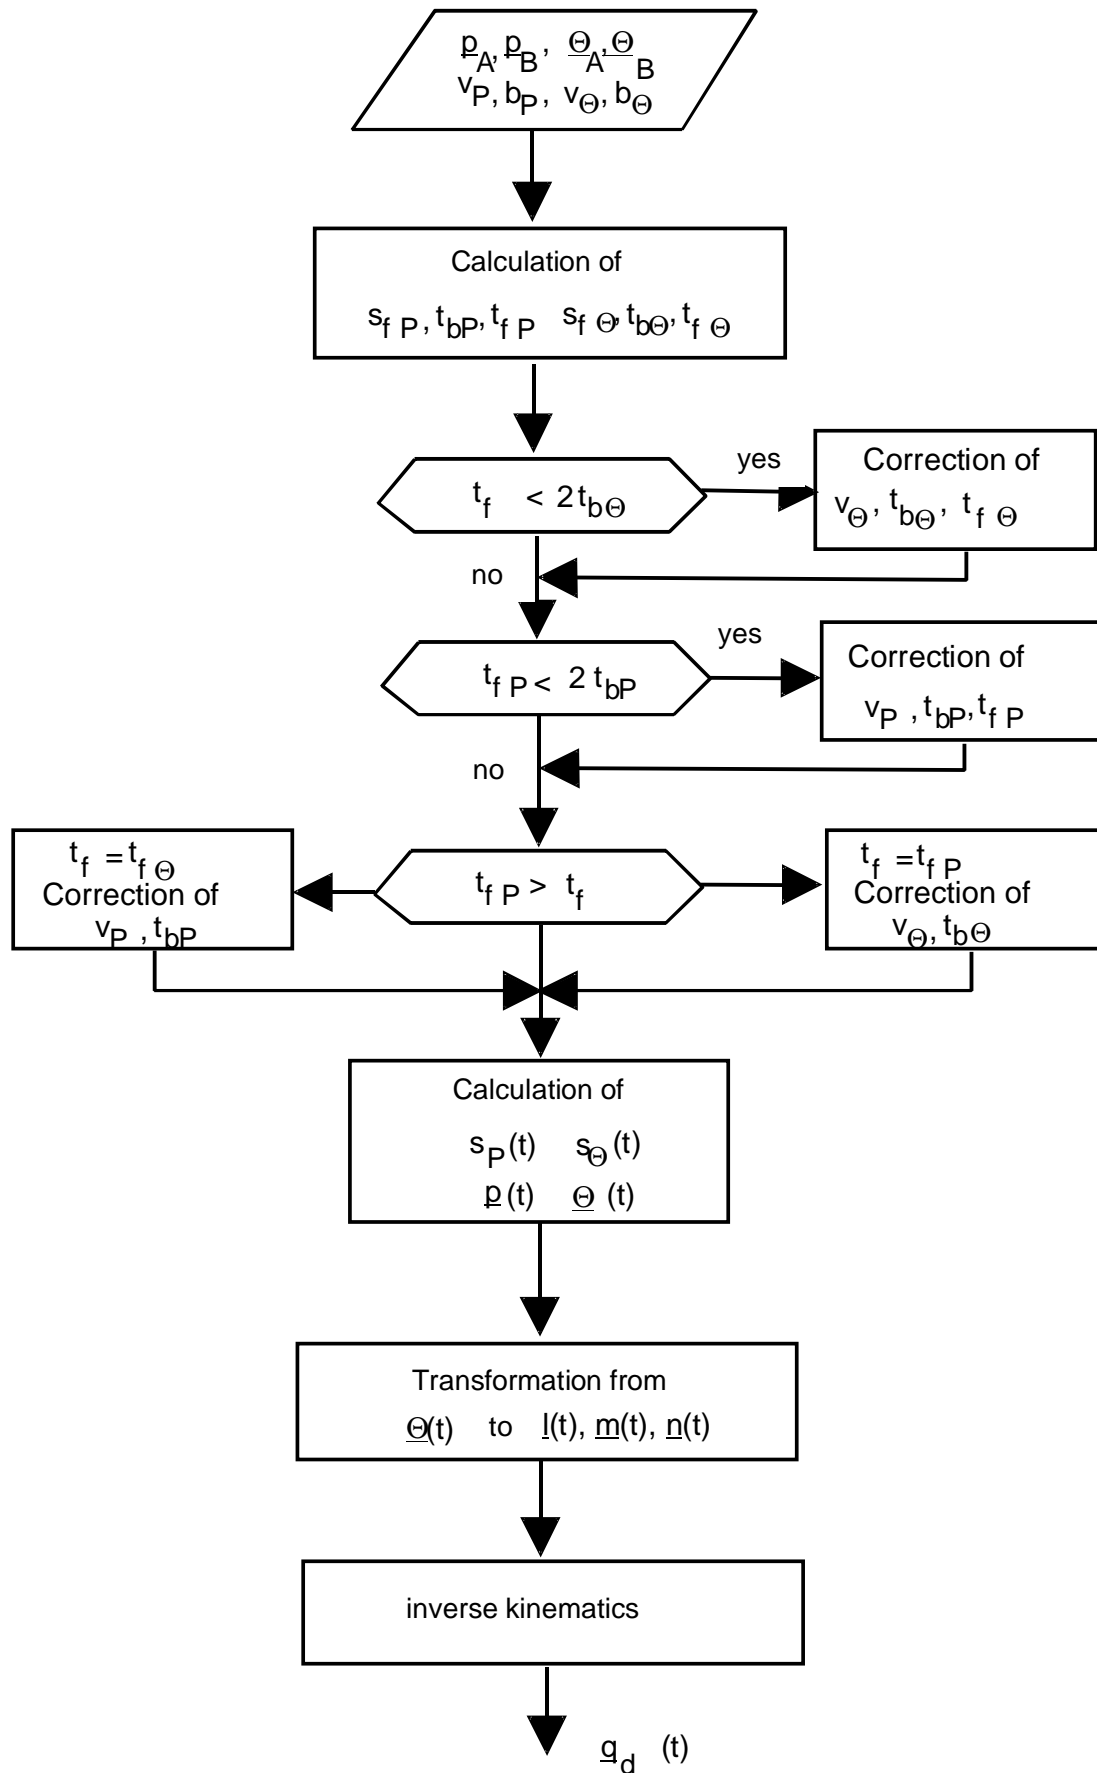 p_A, p_B, Θ_A, Θ_B
v_P, b_P, v_Θ, b_Θ
Calculation of
s_f P, t_bP, t_f P s_f Θ, t_bΘ, t_f Θ
t_f < 2 t_bΘ
yes
Correction of
v_Θ, t_bΘ, t_f Θ
no
t_f P < 2 t_bP
yes
Correction of
v_P, t_bP, t_f P
no
t_f = t_f Θ
Correction of
v_P, t_bP
t_f P > t_f
t_f = t_f P
Correction of
v_Θ, t_bΘ
Calculation of
s_P(t) s_Θ(t)
p(t) Θ (t)
Transformation from
Θ(t) to l(t), m(t), n(t)
inverse kinematics
q_d (t)